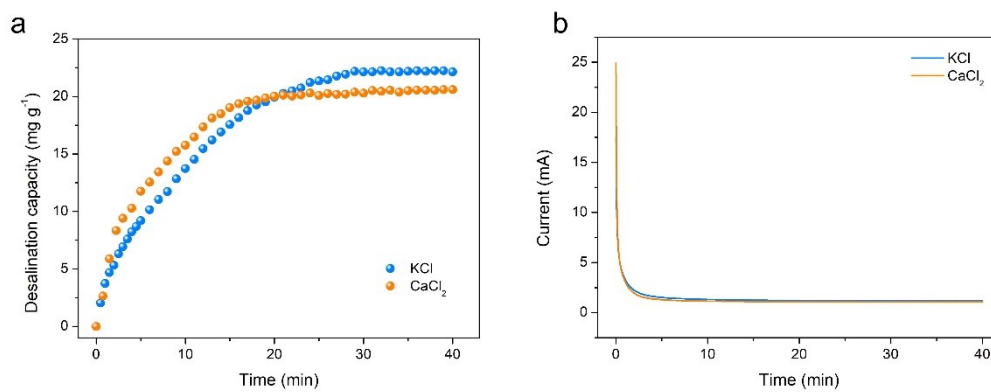 a
Desalination capacity (mg g⁻¹)
25
20
15
10
5
0
KCl
CaCl₂
0 10 20 30 40
Time (min)
b
Current (mA)
25
20
15
10
5
0
KCl
CaCl₂
0 10 20 30 40
Time (min)